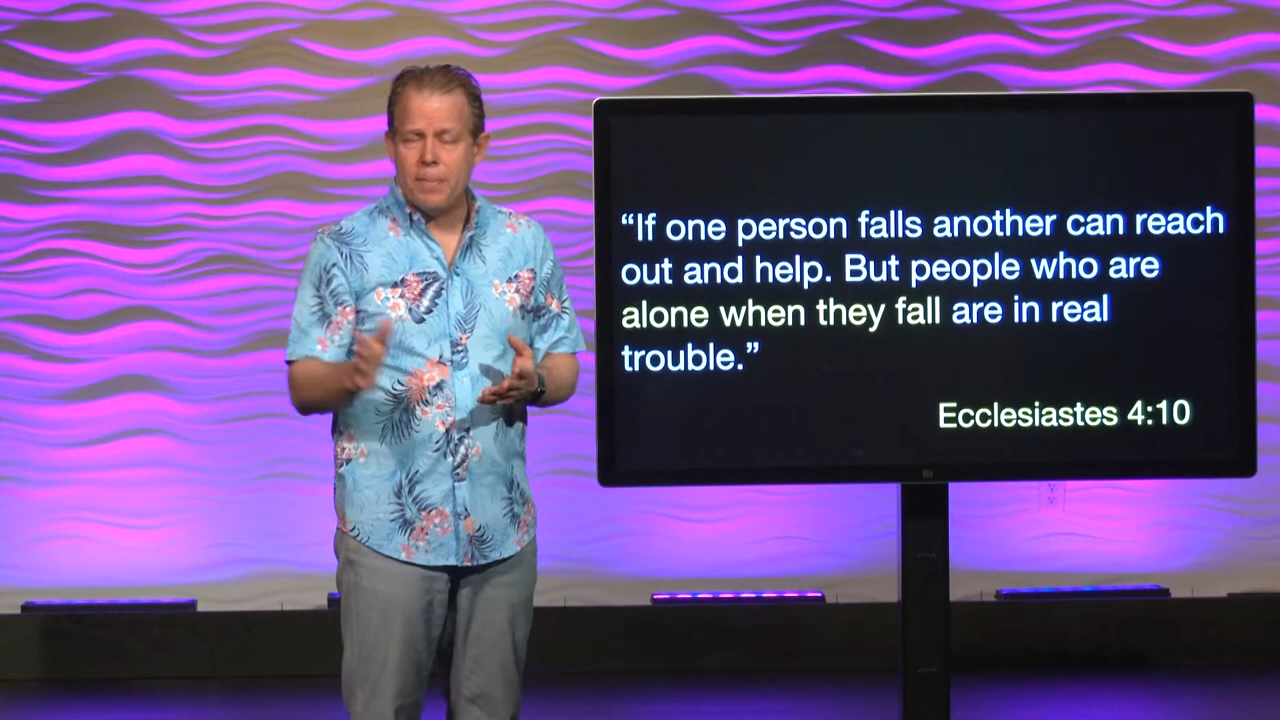 “If one person falls another can reach
out and help. But people who are
alone when they fall are in real
trouble.”
Ecclesiastes 4:10